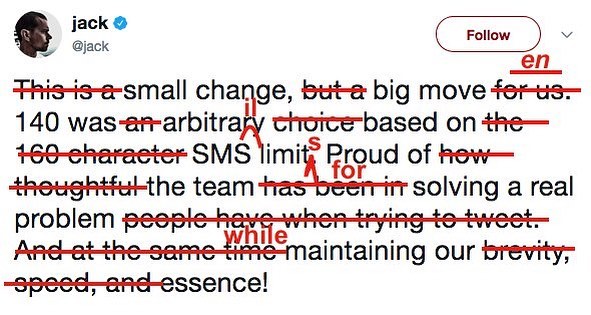 jack
@jack
Follow
en
This is a small change, but a big move for us.
il
140 was an arbitrary choice based on the
s
160 character SMS limit. Proud of how
for
thoughtful the team has been in solving a real
problem people have when trying to tweet.
while
And at the same time maintaining our brevity,
speed, and essence!